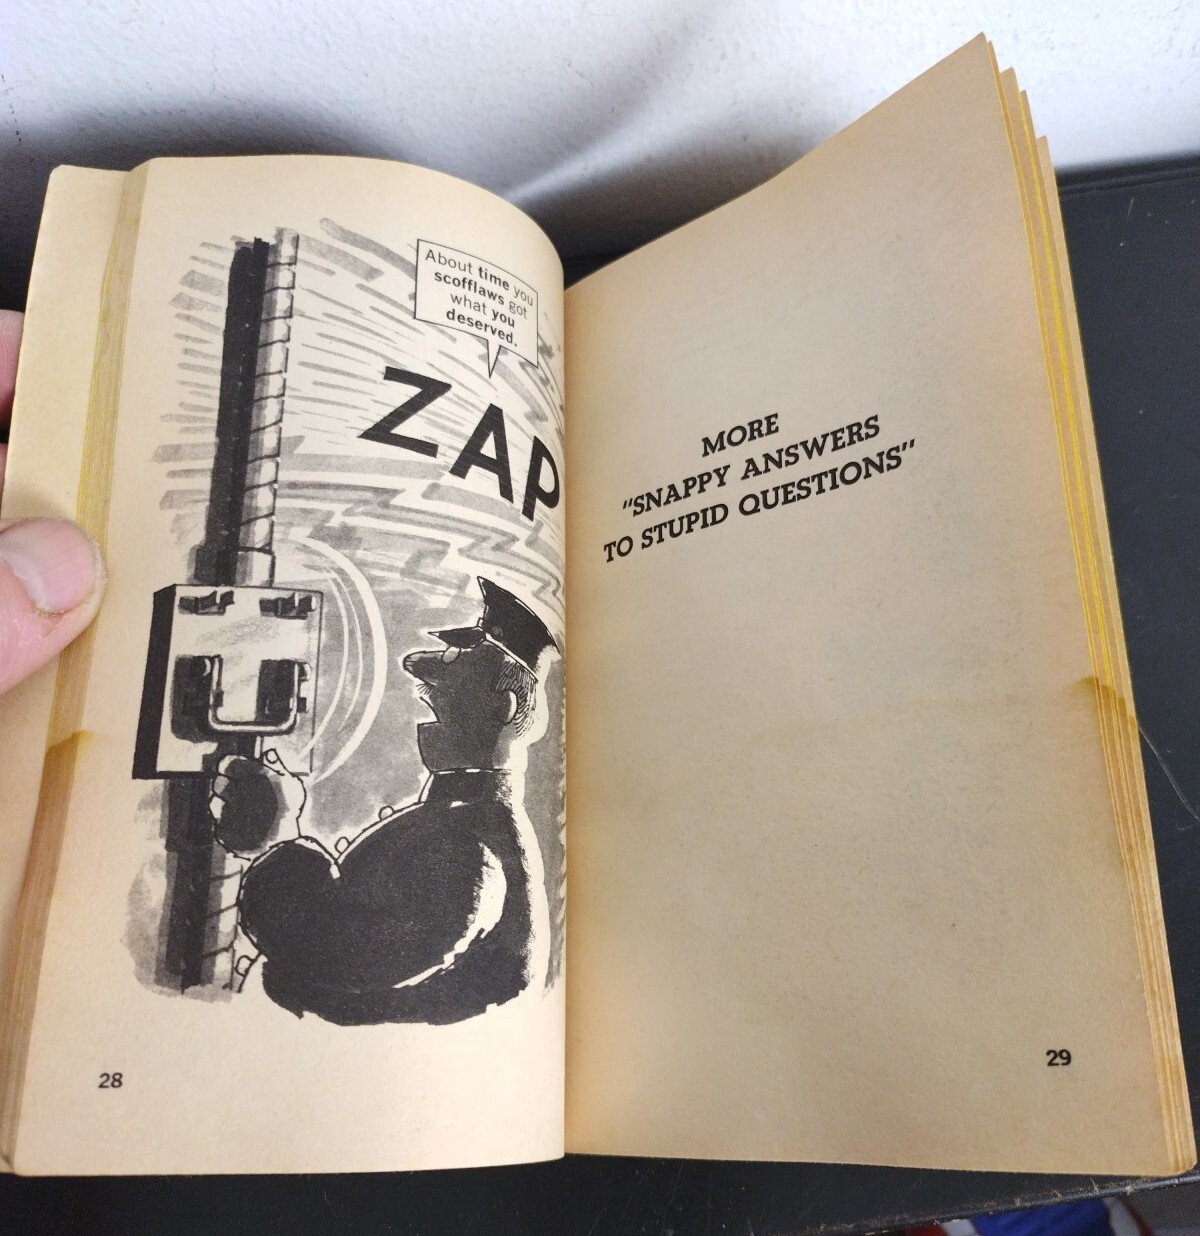 About time you
scofflaws got
what you
deserved.
ZAP
28
MORE
"SNAPPY ANSWERS
TO STUPID QUESTIONS"
29